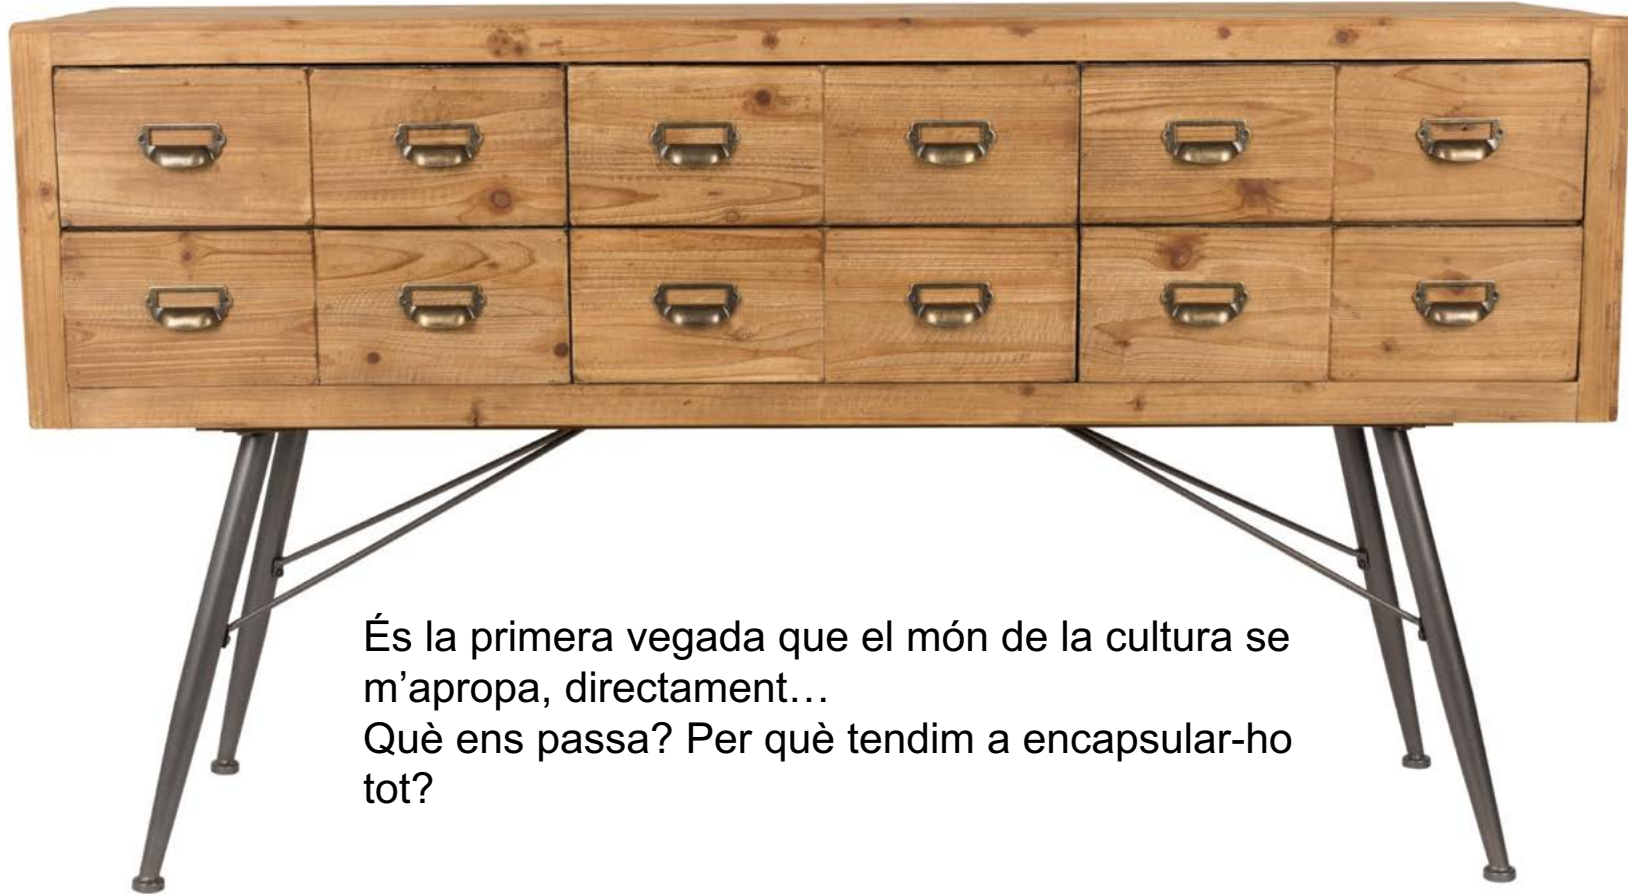 És la primera vegada que el món de la cultura se
m’apropa, directament…
Què ens passa? Per què tendim a encapsular-ho
tot?